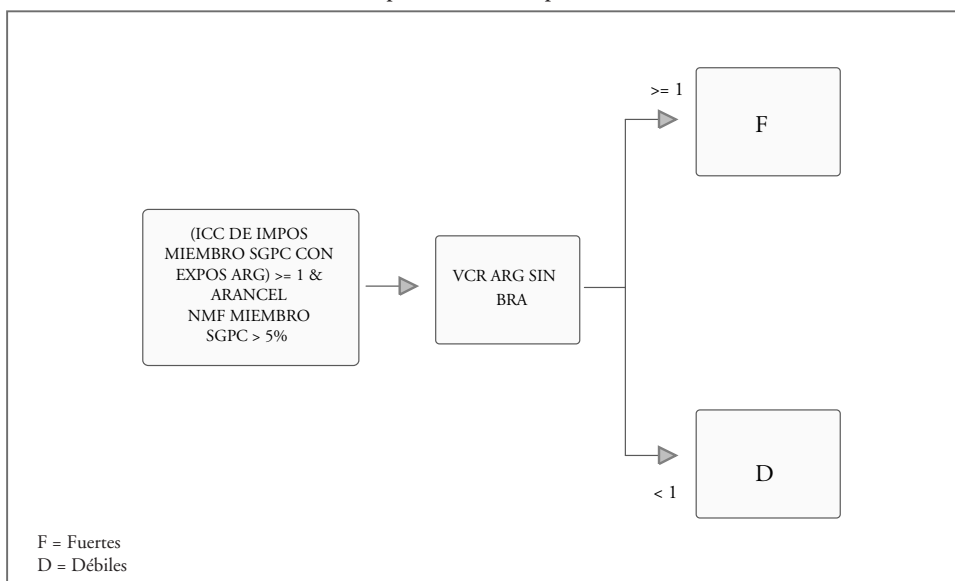 >= 1
F
(ICC DE IMPOS
MIEMBRO SGPC CON
EXPOS ARG) >= 1 &
ARANCEL
NMF MIEMBRO
SGPC > 5%
VCR ARG SIN
BRA
D
< 1
F = Fuertes
D = Débiles